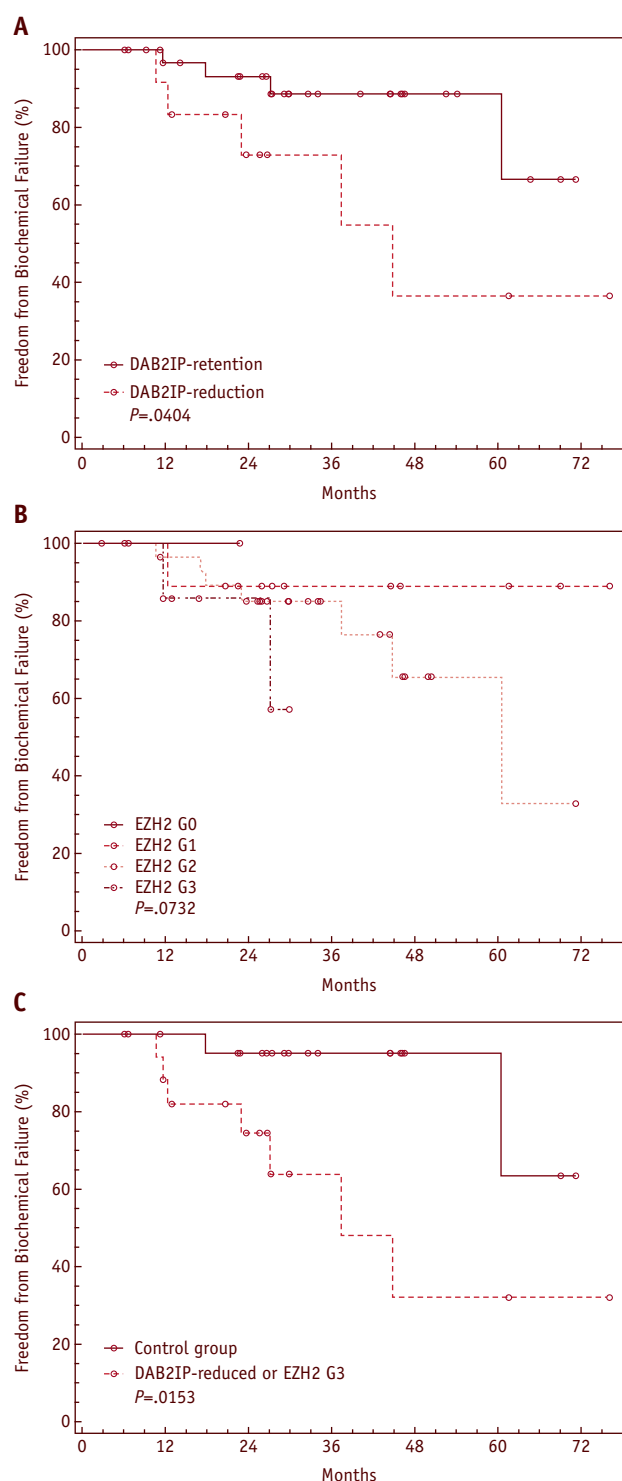 A
Freedom from Biochemical Failure (%)
100
80
60
40
20
0
DAB2IP-retention
DAB2IP-reduction
P=.0404
0 12 24 36 48 60 72
Months
B
Freedom from Biochemical Failure (%)
100
80
60
40
20
0
EZH2 G0
EZH2 G1
EZH2 G2
EZH2 G3
P=.0732
0 12 24 36 48 60 72
Months
C
Freedom from Biochemical Failure (%)
100
80
60
40
20
0
Control group
DAB2IP-reduced or EZH2 G3
P=.0153
0 12 24 36 48 60 72
Months